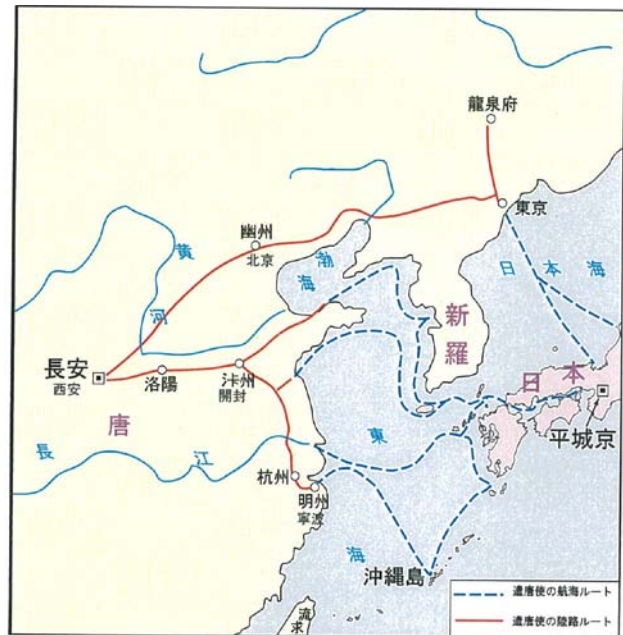 龍泉府
東京
幽州
北京
黄
河
渤
海
日本海
新
羅
長安
西安
洛陽
汴州
開封
唐
日本
平城京
長江
東
海
杭州
明州
寧波
沖縄島
流
求
遣唐使の航海ルート
遣唐使の陸路ルート